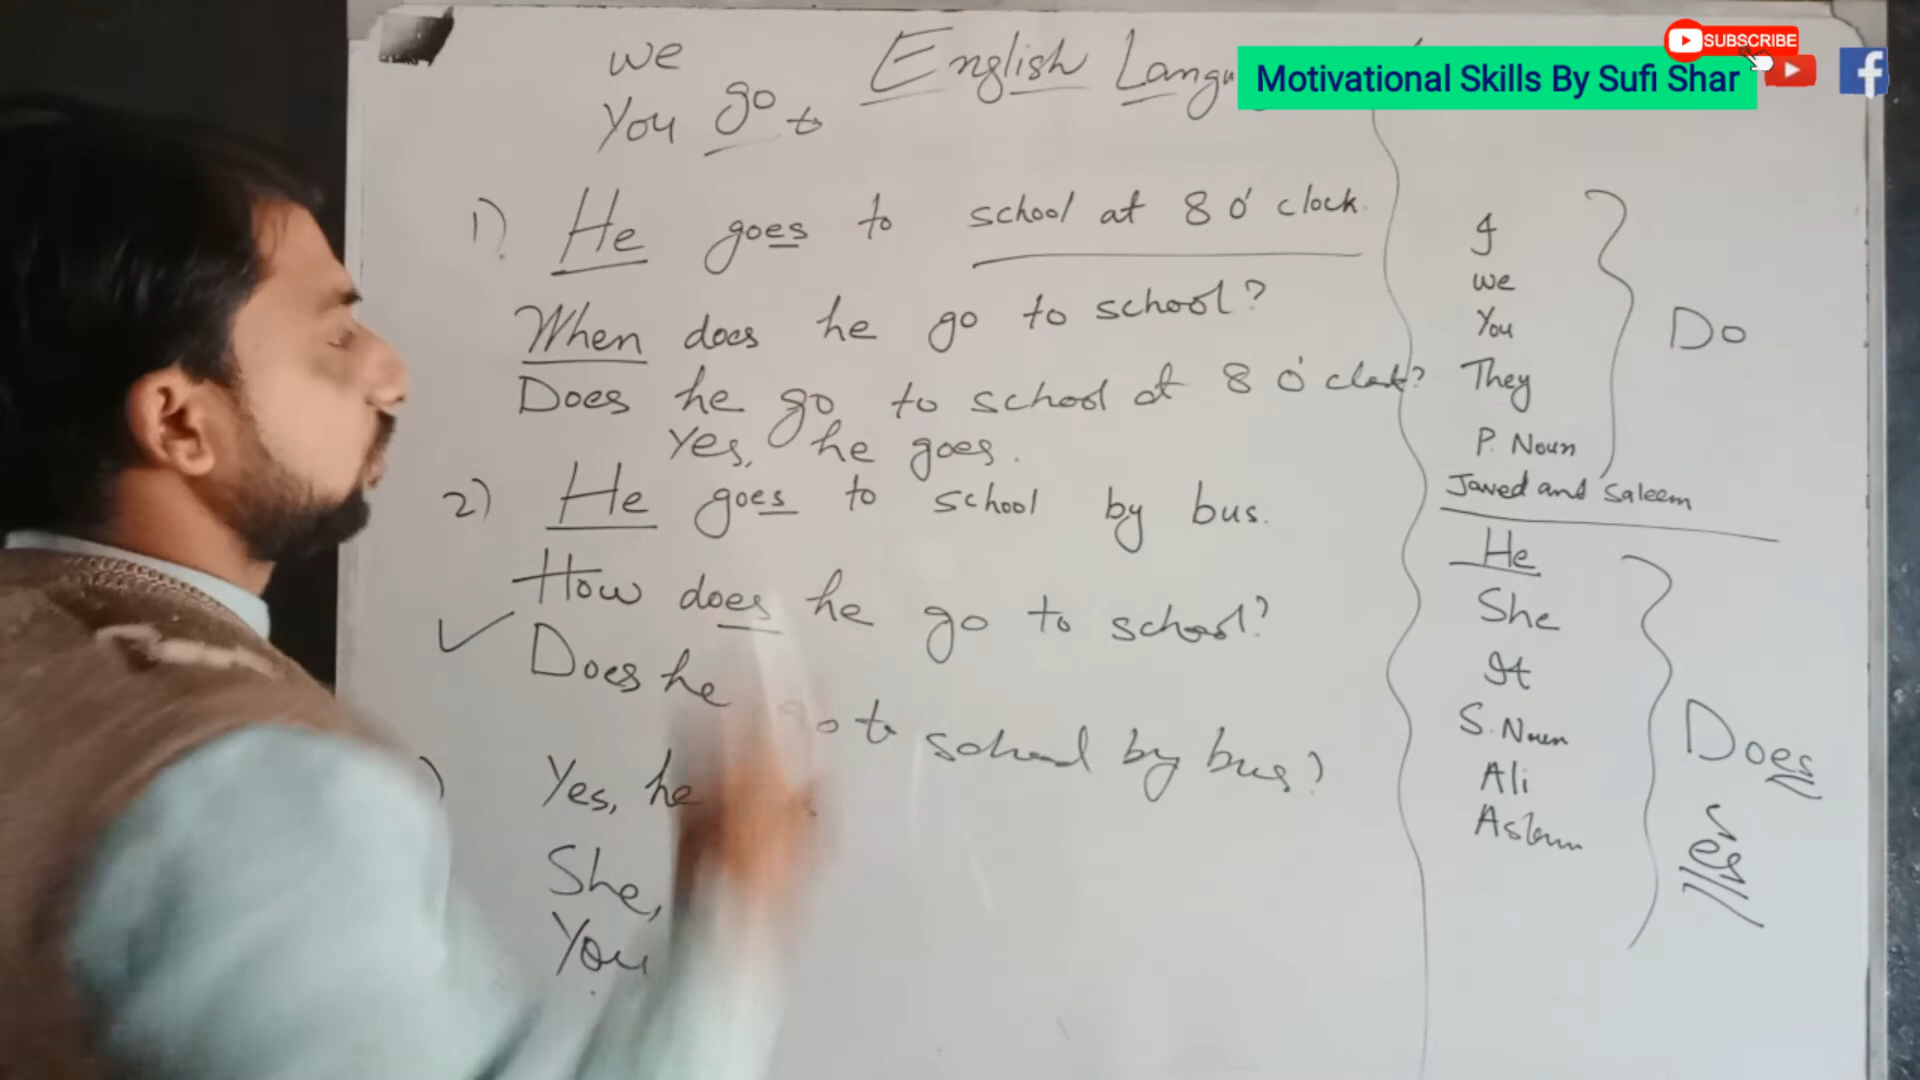 we
You go to
English Langu
SUBSCRIBE
Motivational Skills By Sufi Shar
1) He goes to school at 8 o' clock.
When does he go to school?
Does he go to school at 8 o' clock?
Yes, he goes.
2) He goes to school by bus.
How does he go to school?
Does he go to school by bus?
) Yes, he
She,
You
I
we
You
They
P. Noun
Javed and Saleem
Do
He
She
It
S. Noun
Ali
Aslam
Does
es